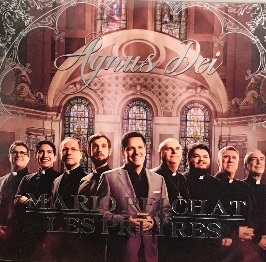 Agnus Dei
MARIO PELCHAT
LES PRÊTRES